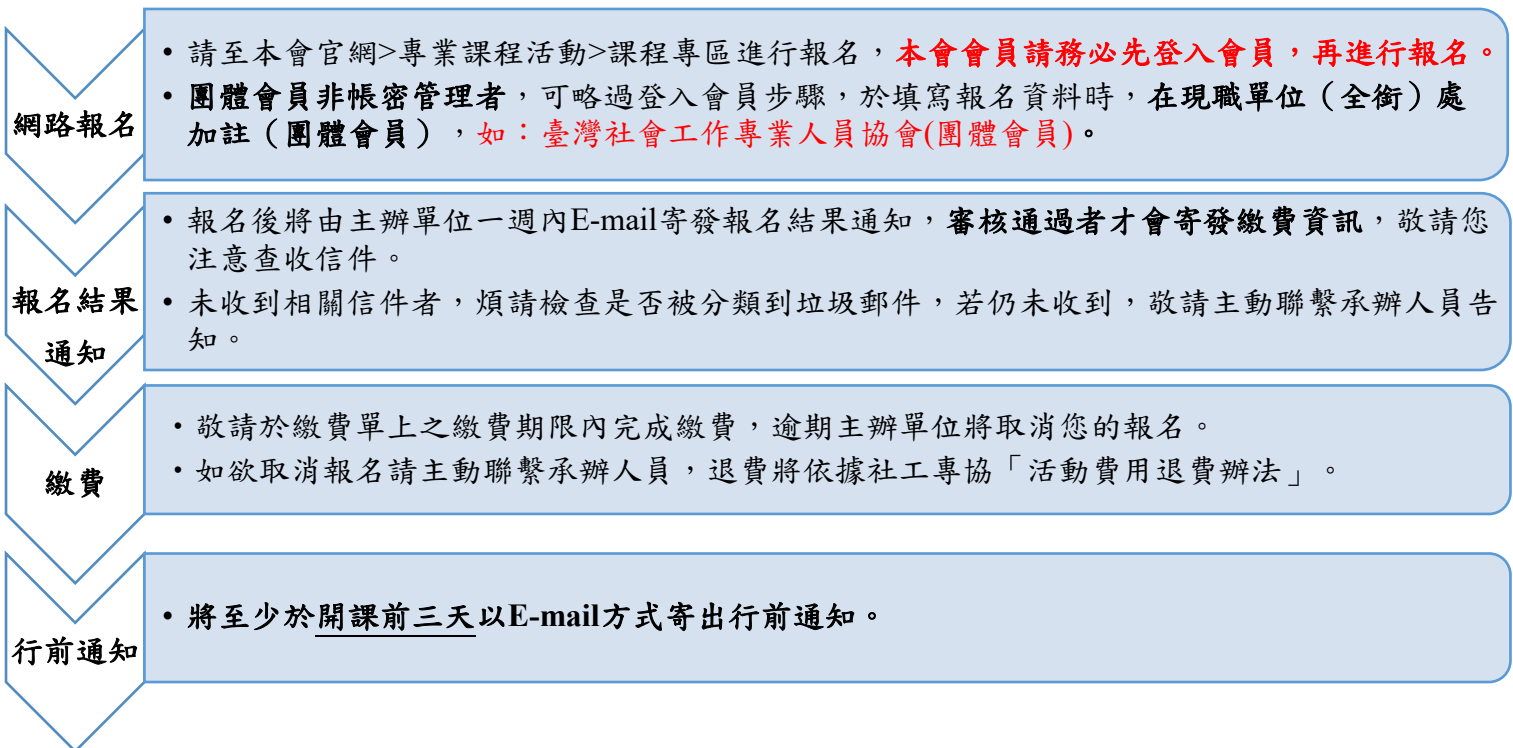 網路報名
• 請至本會官網>專業課程活動>課程專區進行報名，本會會員請務必先登入會員，再進行報名。
• 團體會員非帳密管理者，可略過登入會員步驟，於填寫報名資料時，在現職單位（全銜）處
加註（團體會員），如：臺灣社會工作專業人員協會(團體會員)。
報名結果
通知
• 報名後將由主辦單位一週內E-mail寄發報名結果通知，審核通過者才會寄發繳費資訊，敬請您
注意查收信件。
• 未收到相關信件者，煩請檢查是否被分類到垃圾郵件，若仍未收到，敬請主動聯繫承辦人員告
知。
繳費
• 敬請於繳費單上之繳費期限內完成繳費，逾期主辦單位將取消您的報名。
• 如欲取消報名請主動聯繫承辦人員，退費將依據社工專協「活動費用退費辦法」。
行前通知
• 將至少於開課前三天以E-mail方式寄出行前通知。